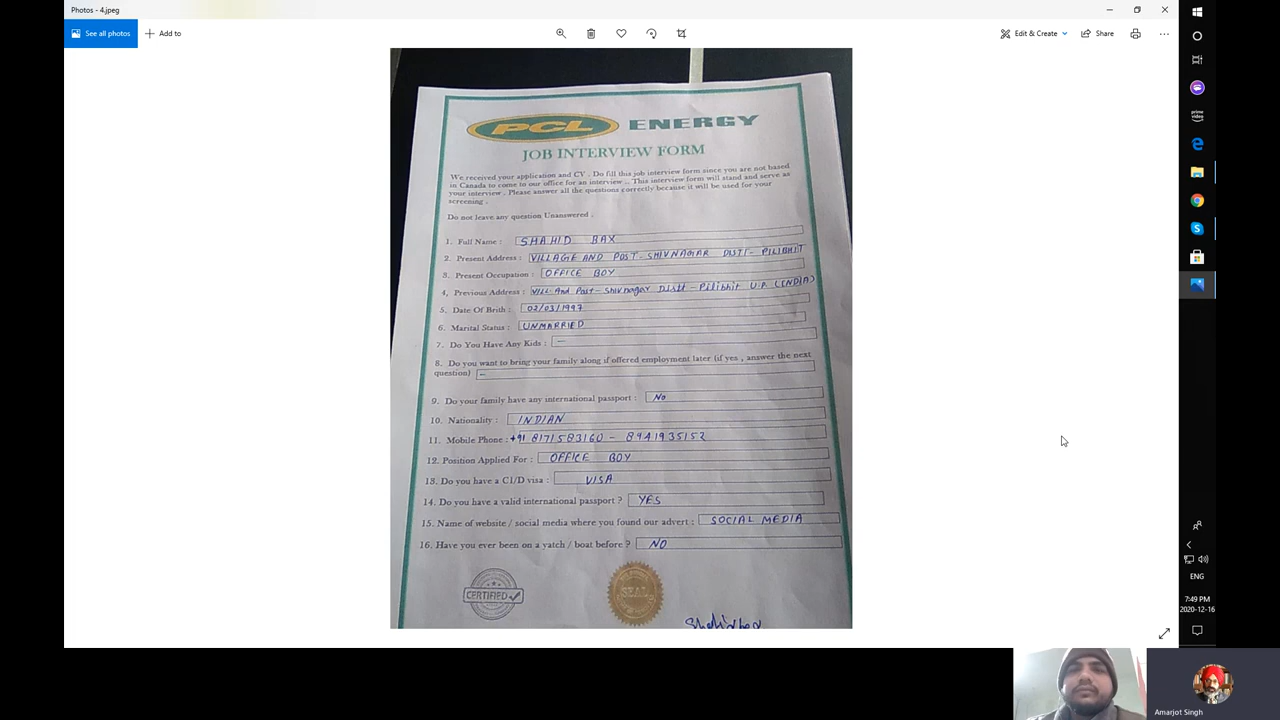 Photos - 4.jpeg
See all photos
Add to
Edit & Create
Share
PCL ENERGY
JOB INTERVIEW FORM
We received your application and CV . Do fill this job interview form since you are not based
in Canada to come to our office for an interview .. This interview form will stand and serve as
your interview . Please answer all the questions correctly because it will be used for your
screening .
Do not leave any question Unanswered .
1. Full Name : SHAHID BAX
2. Present Address : VILLAGE AND POST - SHIVNAGAR DISTT - PILIBHIT
3. Present Occupation : OFFICE BOY
4, Previous Address : Vill And Post - Shivnagar Distt - Pilibhit U.P. (INDIA)
5. Date Of Brith : 02/03/1997
6. Marital Status : UNMARRIED
7. Do You Have Any Kids : —
8. Do you want to bring your family along if offered employment later (if yes , answer the next
question) –
9. Do your family have any international passport : No
10. Nationality : INDIAN
11. Mobile Phone : +91 8171583160 - 8941935152
12. Position Applied For : OFFICE BOY
13. Do you have a C1/D visa : VISA
14. Do you have a valid international passport ? YES
15. Name of website / social media where you found our advert : SOCIAL MEDIA
16. Have you ever been on a yatch / boat before ? NO
CERTIFIED
SEAL
prime video
ENG
7:49 PM
2020-12-16
Amarjot Singh